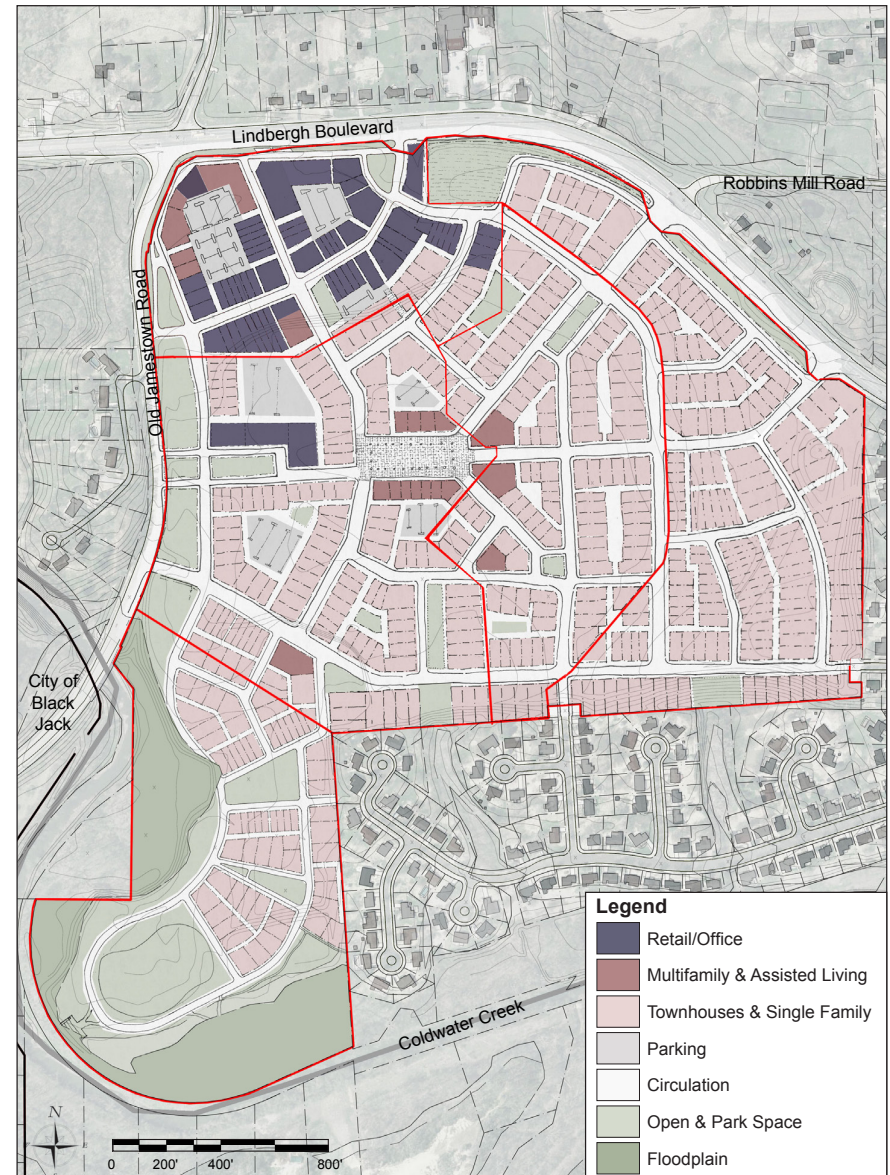 Lindbergh Boulevard
Robbins Mill Road
Old Jamestown Road
City of
Black
Jack
Coldwater Creek
Legend
Retail/Office
Multifamily & Assisted Living
Townhouses & Single Family
Parking
Circulation
Open & Park Space
Floodplain
N
0 200' 400' 800'